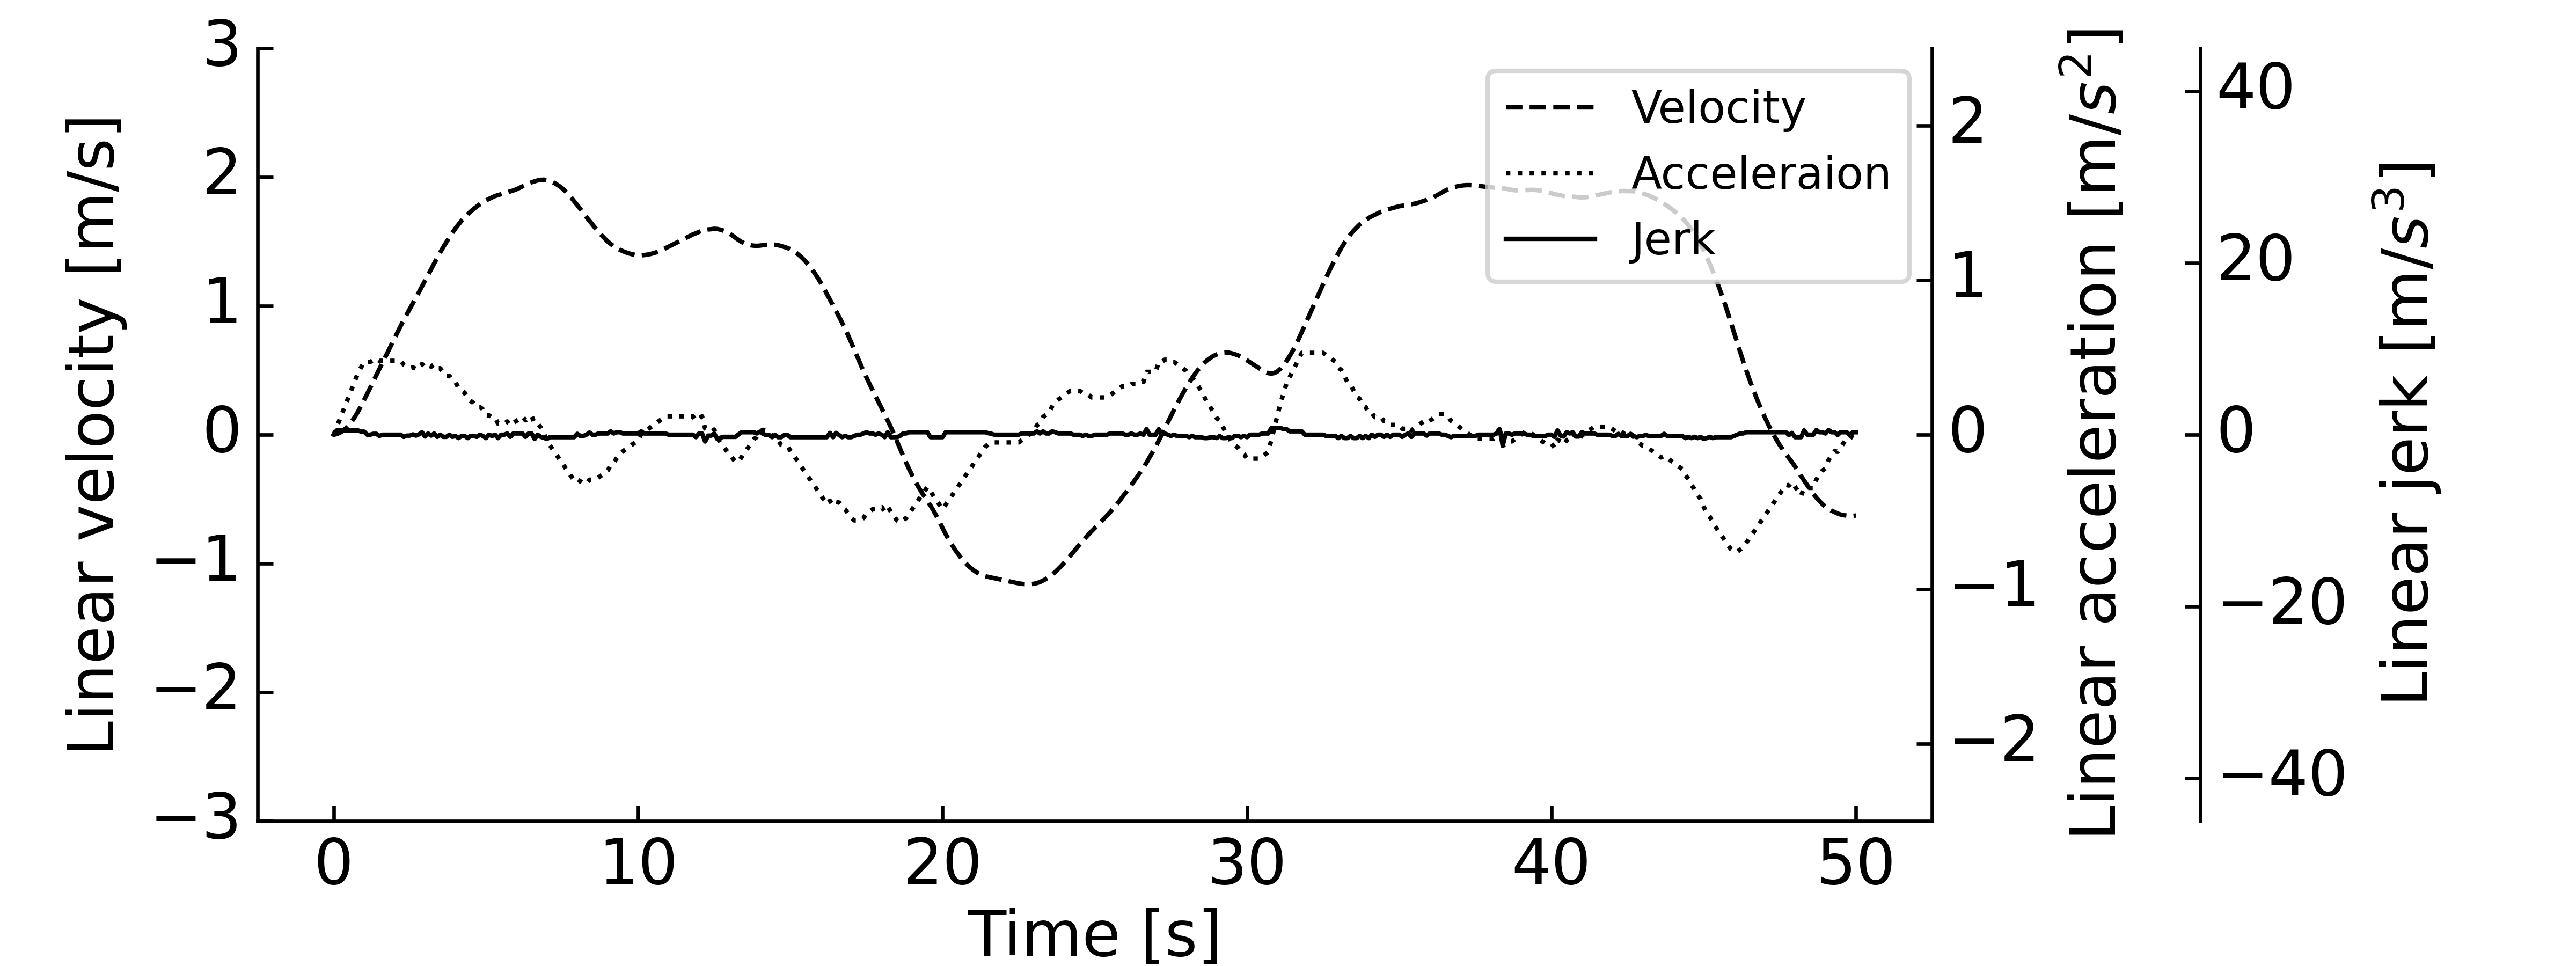 Linear velocity [m/s]
3
2
1
0
−1
−2
−3
0 10 20 30 40 50
Time [s]
Velocity
Acceleraion
Jerk
2
1
0
−1
−2
Linear acceleration [m/s²]
40
20
0
−20
−40
Linear jerk [m/s³]